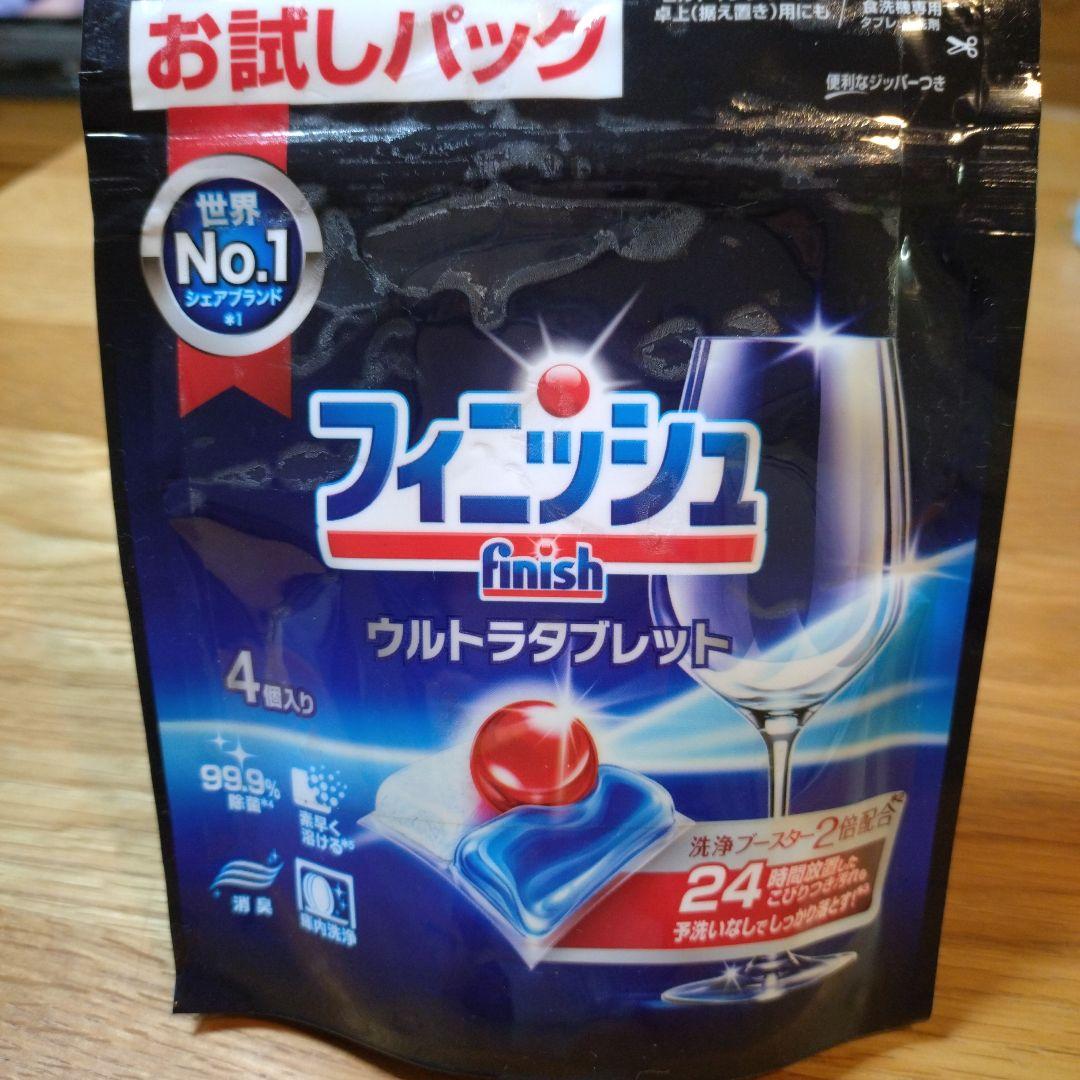 お試しパック
卓上(据え置き)用にも
食洗機専用
便利なジッパーつき
世界
No.1
シェアブランド
*1
フィニッシュ
finish
ウルトラタブレット
4個入り
99.9%
除菌*4
素早く
溶ける*5
消臭
庫内洗浄
洗浄ブースター2倍配合
24時間放置した
こびりつき汚れも
予洗いなしでしっかり落とす!